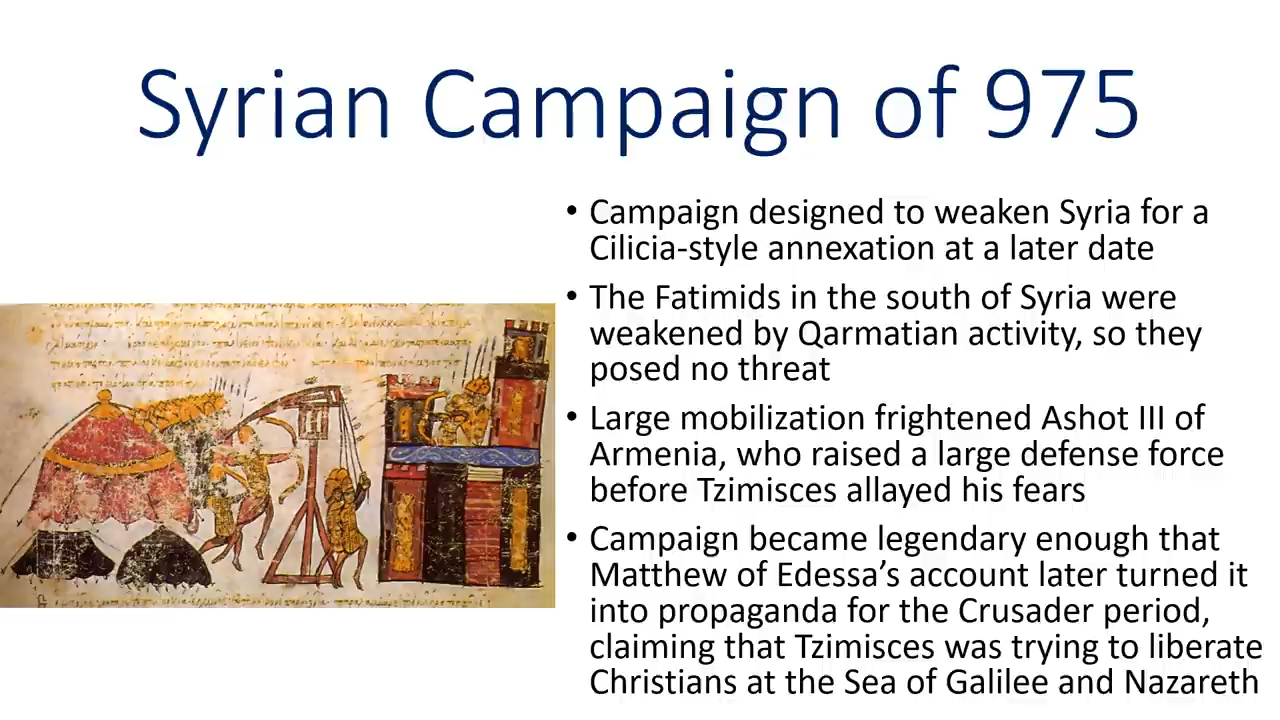 Syrian Campaign of 975
• Campaign designed to weaken Syria for a
Cilicia-style annexation at a later date
• The Fatimids in the south of Syria were
weakened by Qarmatian activity, so they
posed no threat
• Large mobilization frightened Ashot III of
Armenia, who raised a large defense force
before Tzimisces allayed his fears
• Campaign became legendary enough that
Matthew of Edessa’s account later turned it
into propaganda for the Crusader period,
claiming that Tzimisces was trying to liberate
Christians at the Sea of Galilee and Nazareth